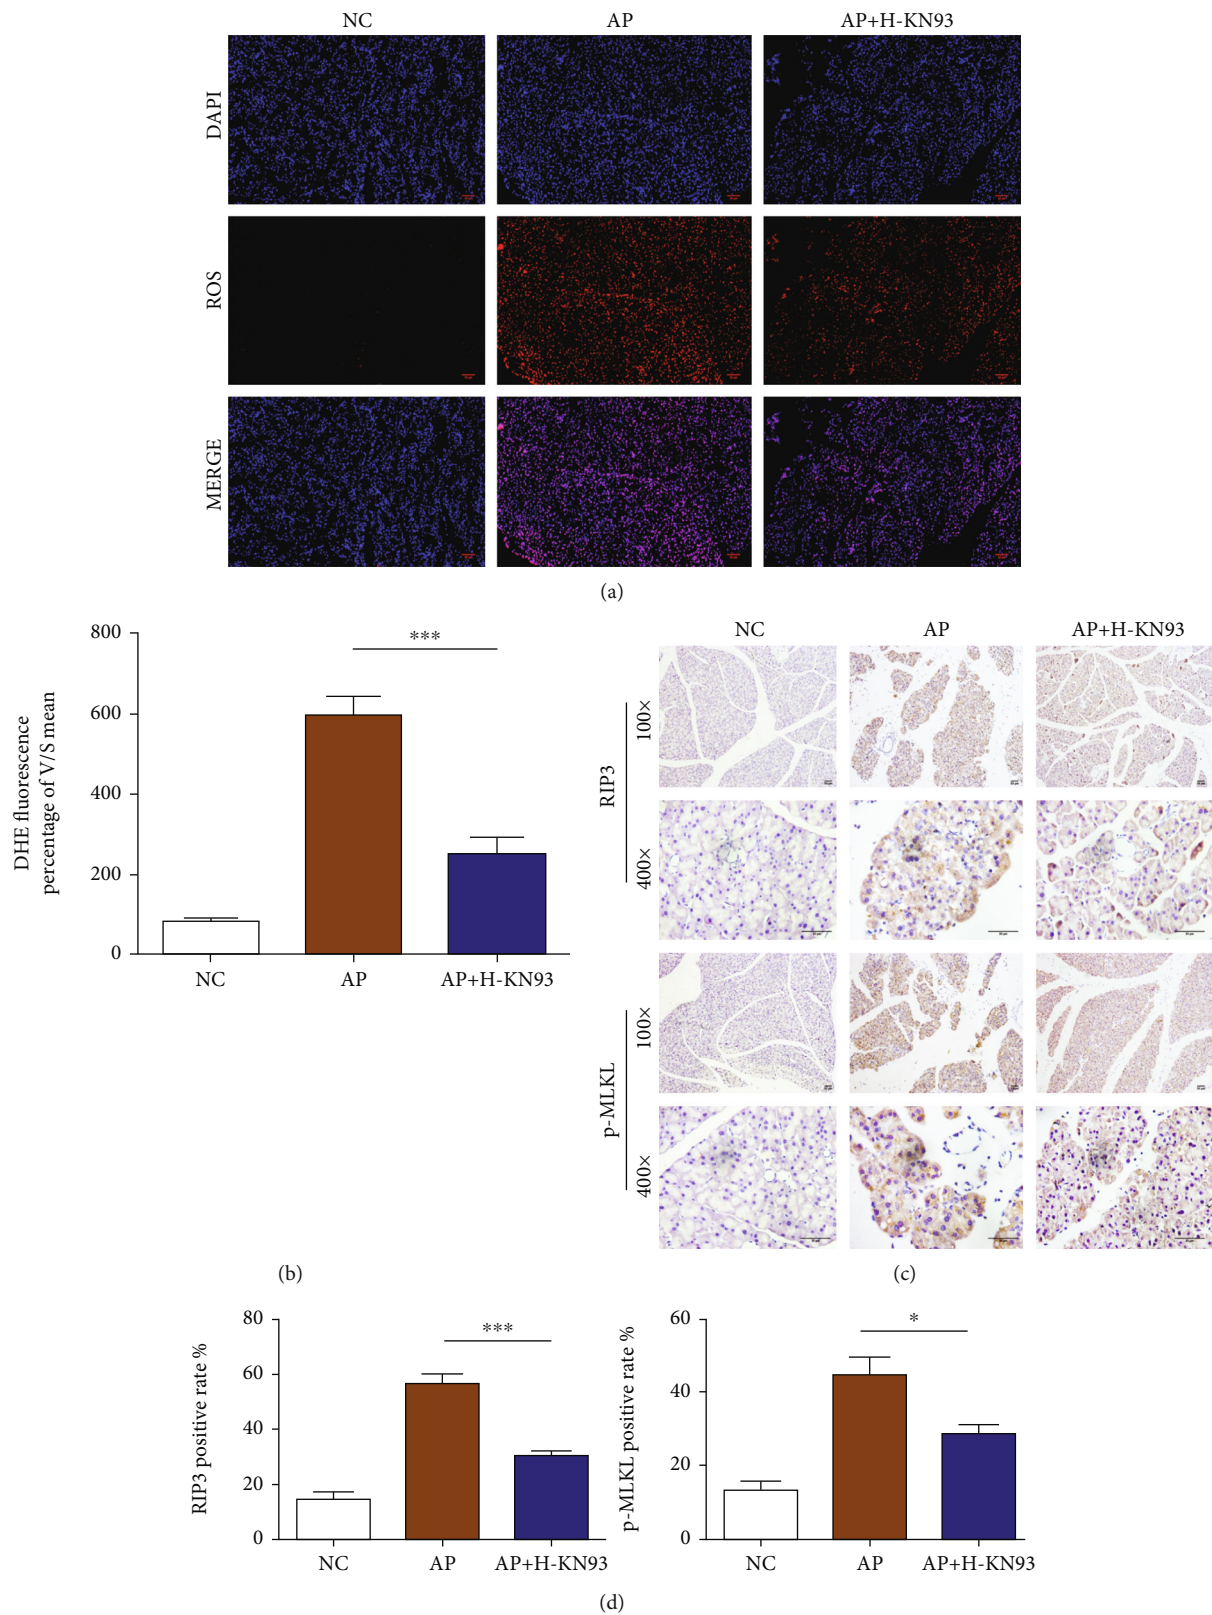 NC AP AP+H-KN93
DAPI
ROS
MERGE
(a)
800
600
400
200
0
DHE fluorescence
percentage of V/S mean
***
NC AP AP+H-KN93
(b)
NC AP AP+H-KN93
RIP3
100×
400×
p-MLKL
100×
400×
(c)
80
60
40
20
0
RIP3 positive rate %
***
NC AP AP+H-KN93
60
40
20
0
p-MLKL positive rate %
*
NC AP AP+H-KN93
(d)